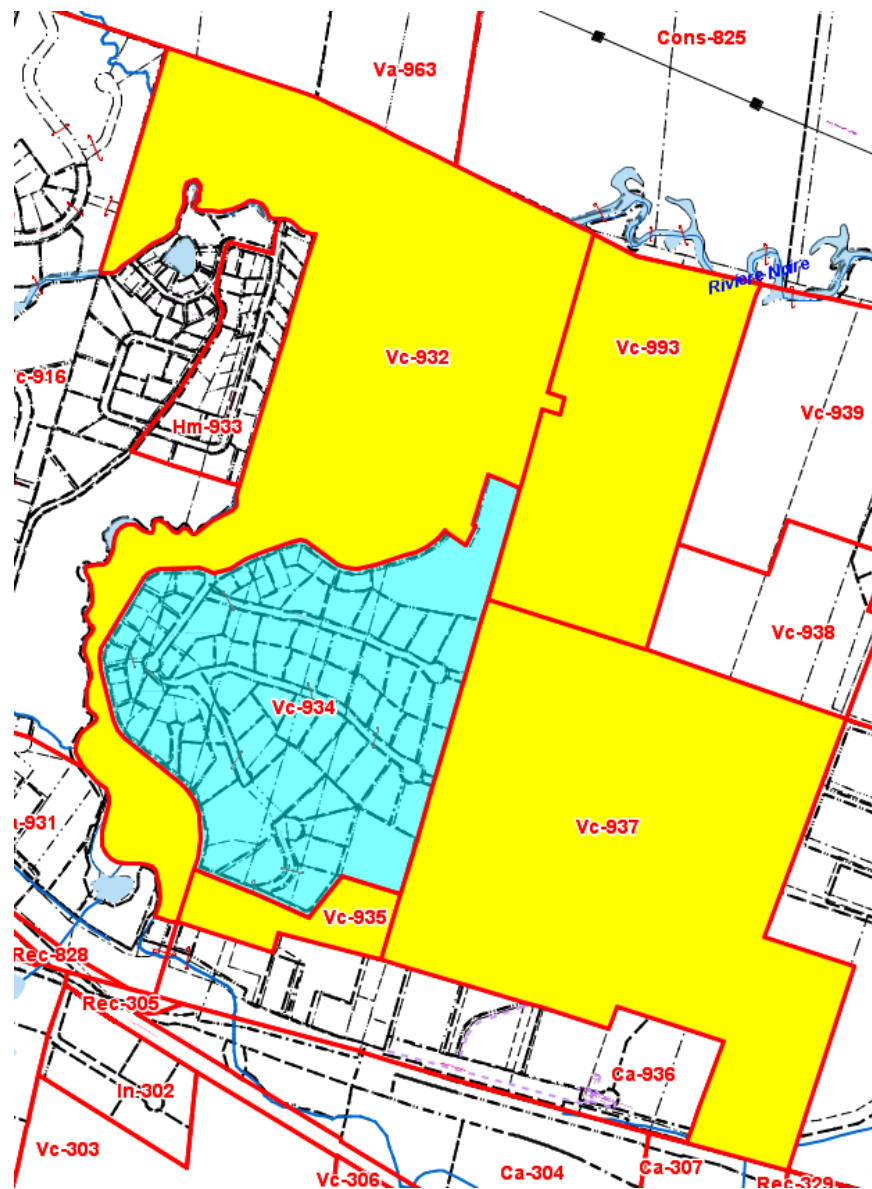 Cons-825
Va-963
Rivière Noire
Vc-932
Vc-993
c-916
Vc-939
Hm-933
Vc-938
Vc-934
-931
Vc-937
Vc-935
Rec-828
Rec-305
Ca-936
In-302
Vc-303
Vc-306
Ca-304
Ca-307
Rec-329